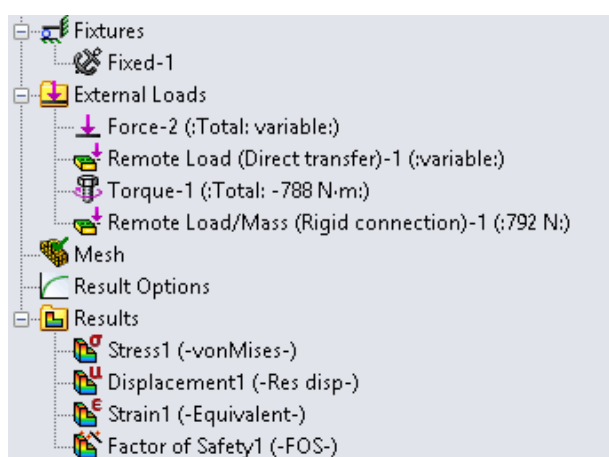 Fixtures
Fixed-1
External Loads
Force-2 (:Total: variable:)
Remote Load (Direct transfer)-1 (:variable:)
Torque-1 (:Total: -788 N·m:)
Remote Load/Mass (Rigid connection)-1 (:792 N:)
Mesh
Result Options
Results
Stress1 (-vonMises-)
Displacement1 (-Res disp-)
Strain1 (-Equivalent-)
Factor of Safety1 (-FOS-)